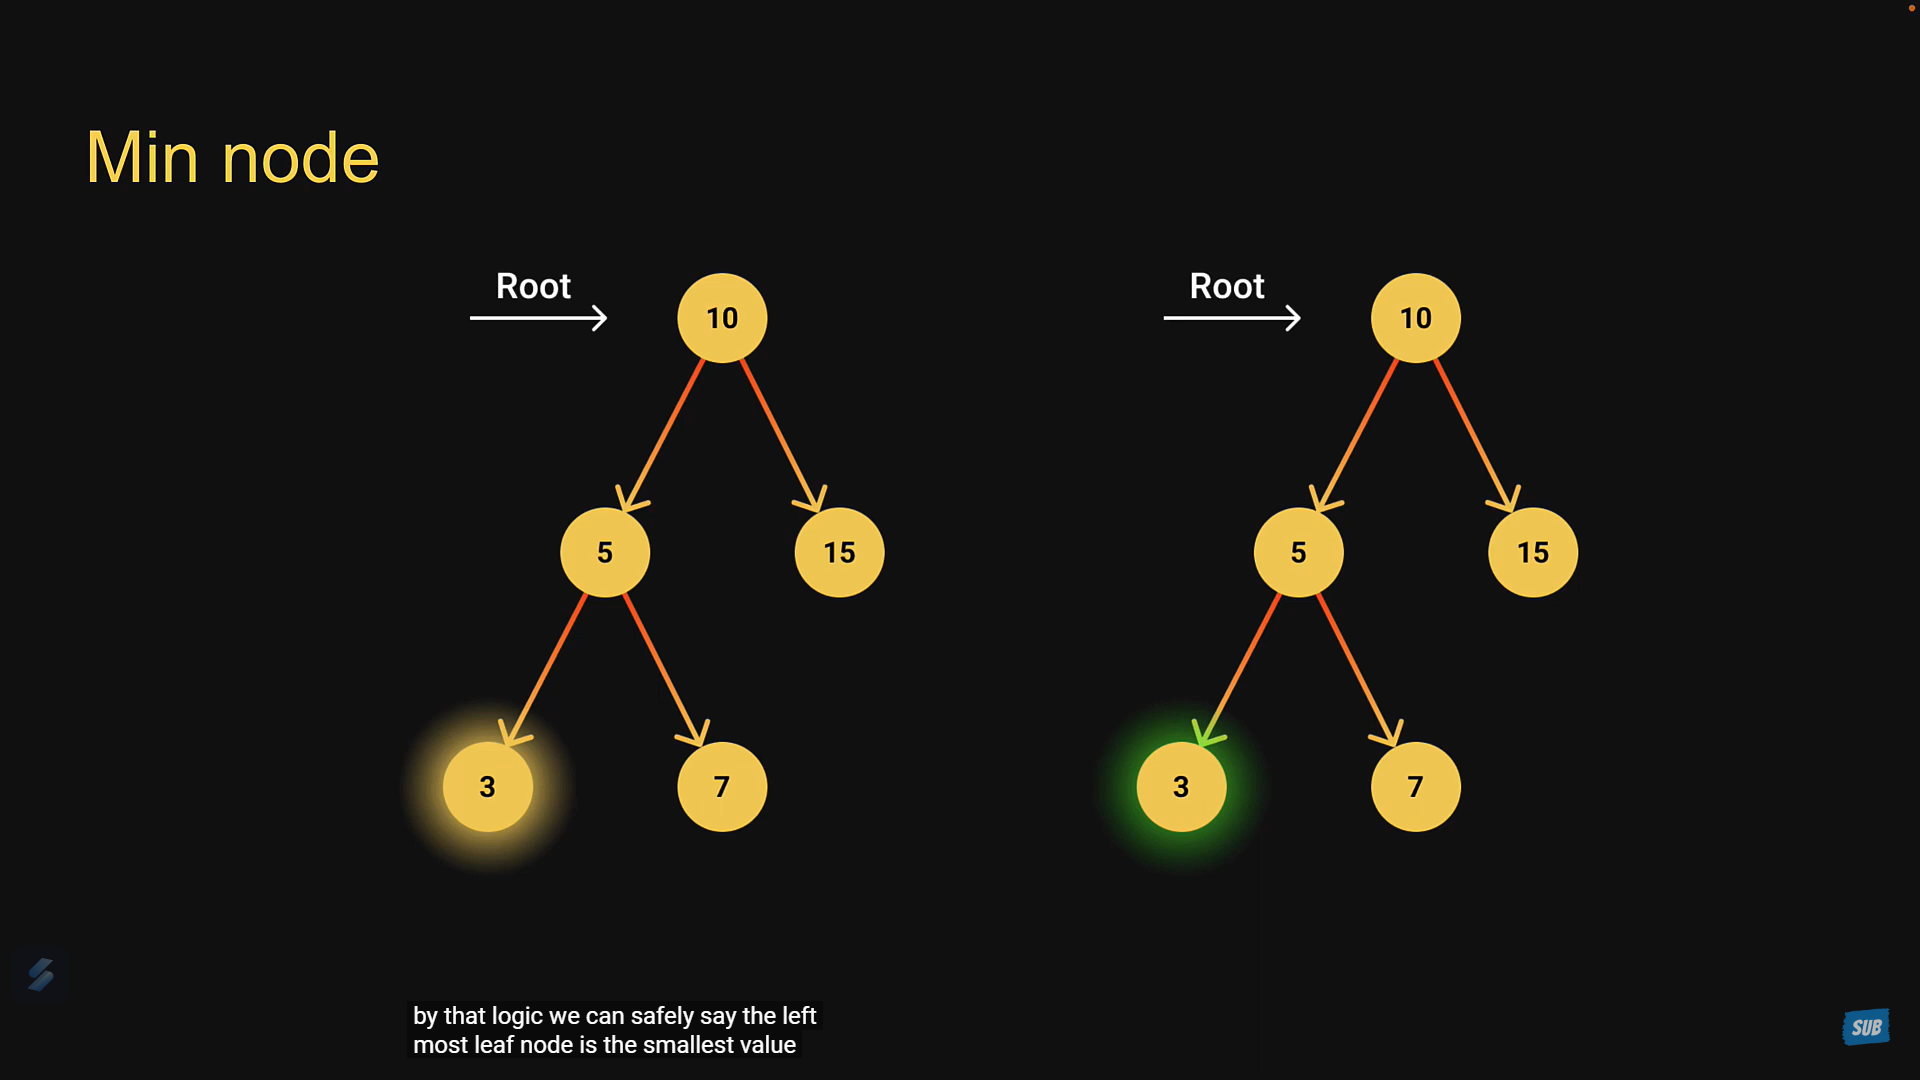 Min node
Root
10
5
15
3
7
Root
10
5
15
3
7
by that logic we can safely say the left
most leaf node is the smallest value
SUB